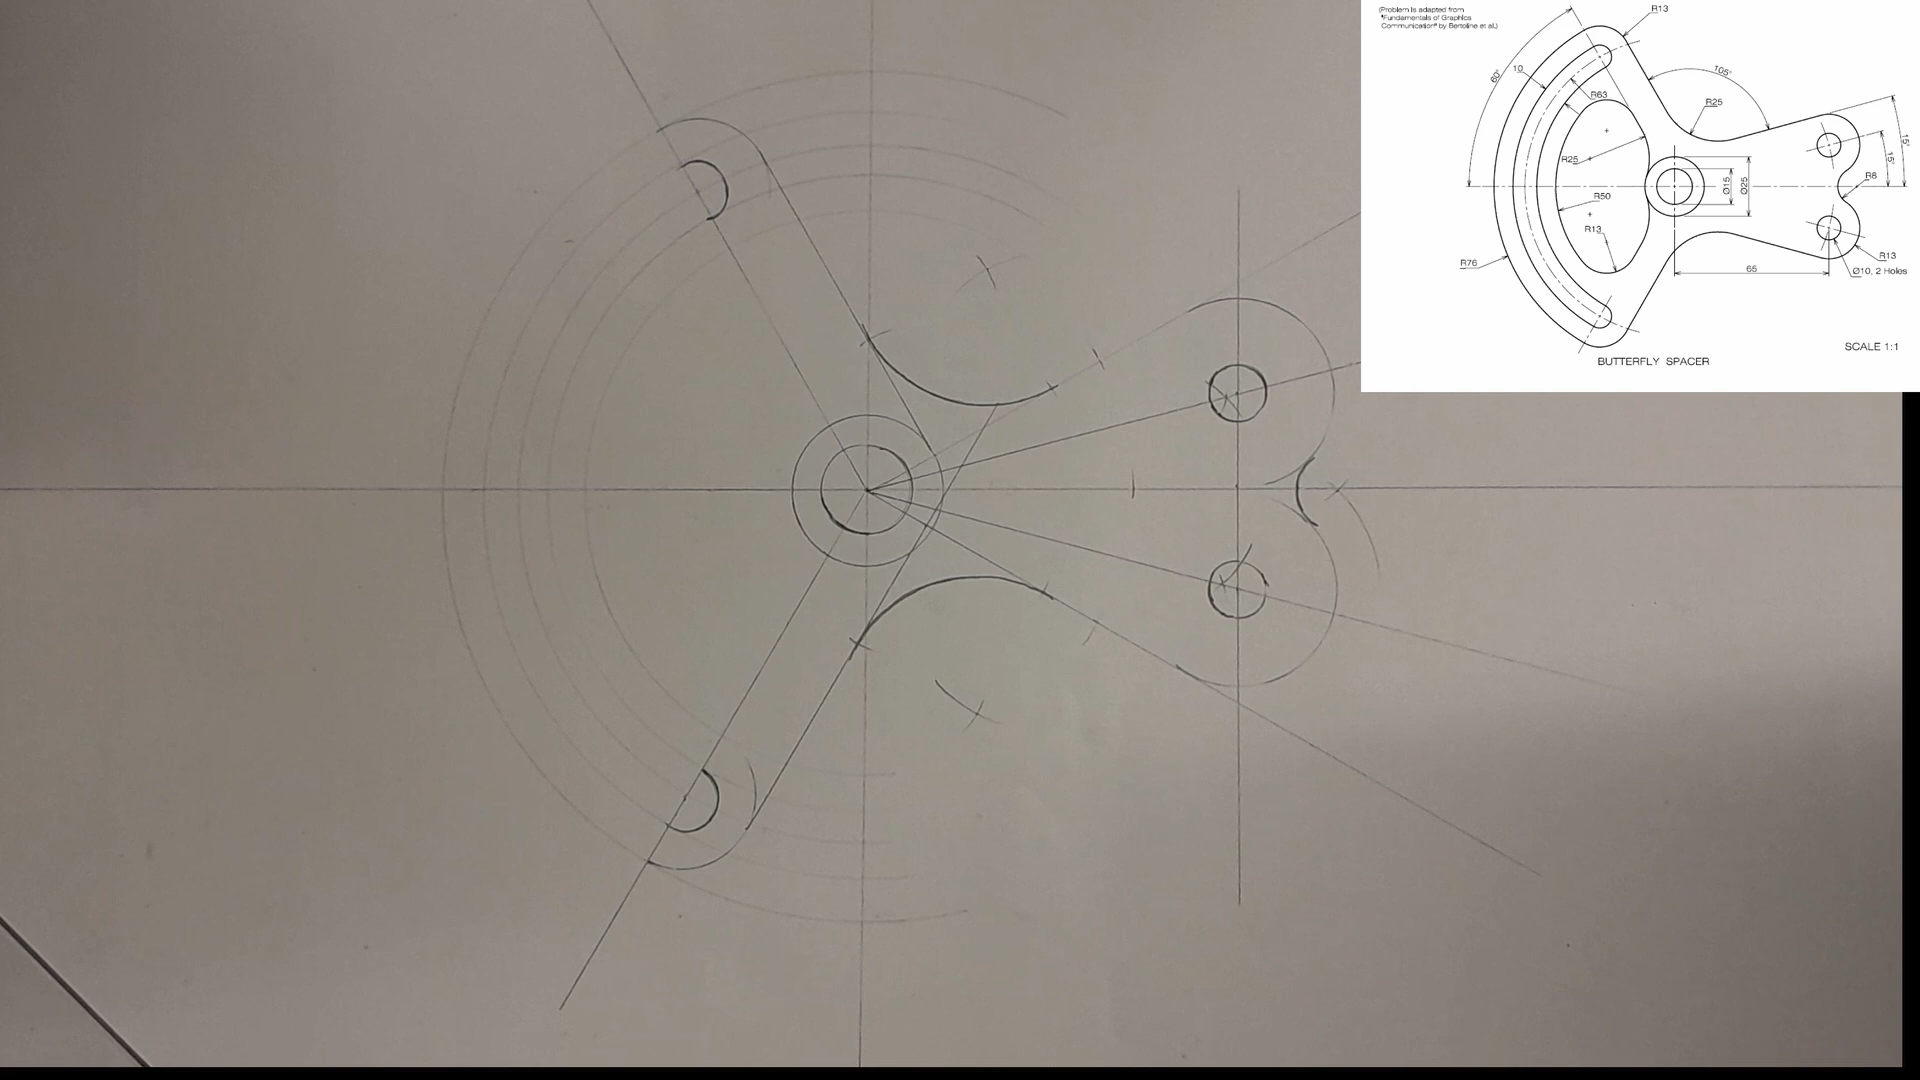 (Problem is adapted from
"Fundamentals of Graphics
Communication" by Bertoline et al.)
R13
60°
10
R63
105°
R25
15°
15°
R25
R8
Ø15
Ø25
R50
R13
R76
65
R13
Ø10, 2 Holes
SCALE 1:1
BUTTERFLY SPACER